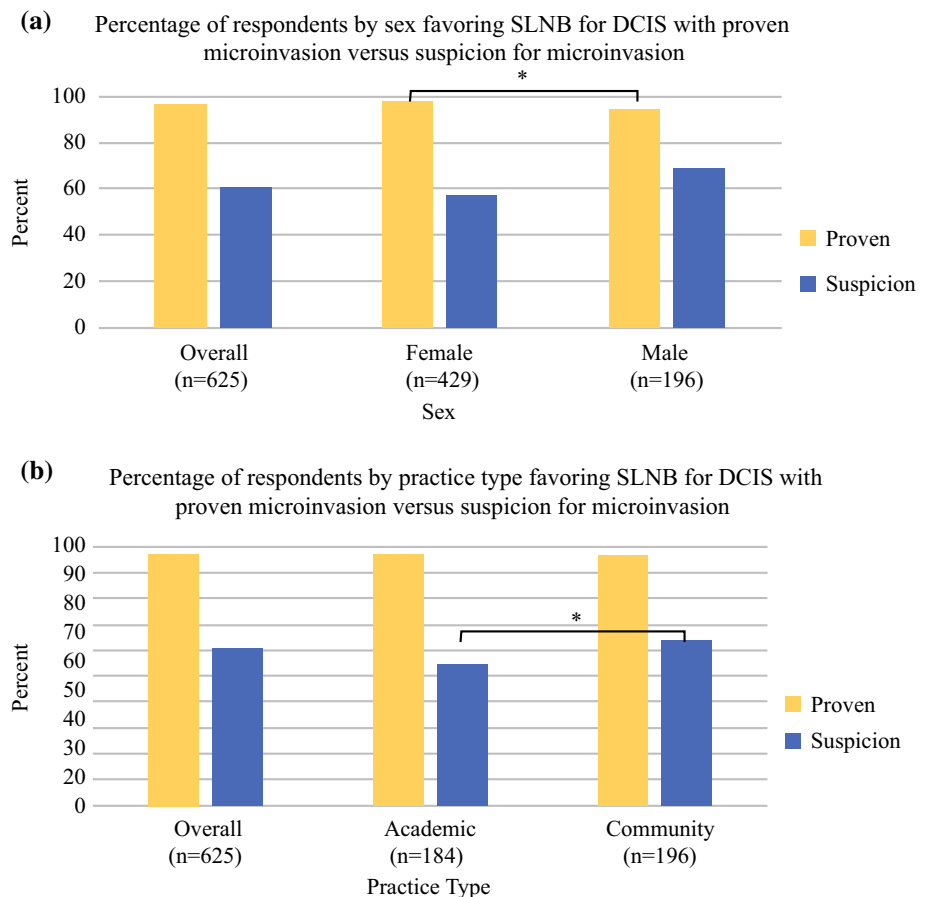 (a) Percentage of respondents by sex favoring SLNB for DCIS with proven
microinvasion versus suspicion for microinvasion
*
100
80
60
40
20
0
Percent
Proven
Suspicion
Overall Female Male
(n=625) (n=429) (n=196)
Sex
(b) Percentage of respondents by practice type favoring SLNB for DCIS with
proven microinvasion versus suspicion for microinvasion
100
90
80
70
60
50
40
30
20
0
*
Percent
Proven
Suspicion
Overall Academic Community
(n=625) (n=184) (n=196)
Practice Type